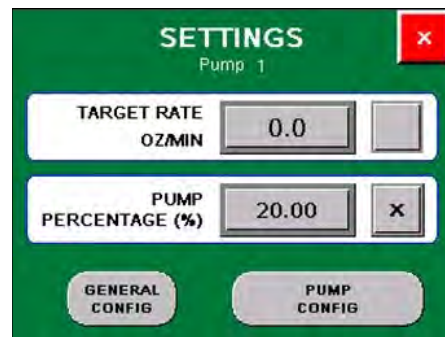 SETTINGS
×
Pump 1
TARGET RATE
OZ/MIN
0.0
PUMP
PERCENTAGE (%)
20.00
×
GENERAL
CONFIG
PUMP
CONFIG